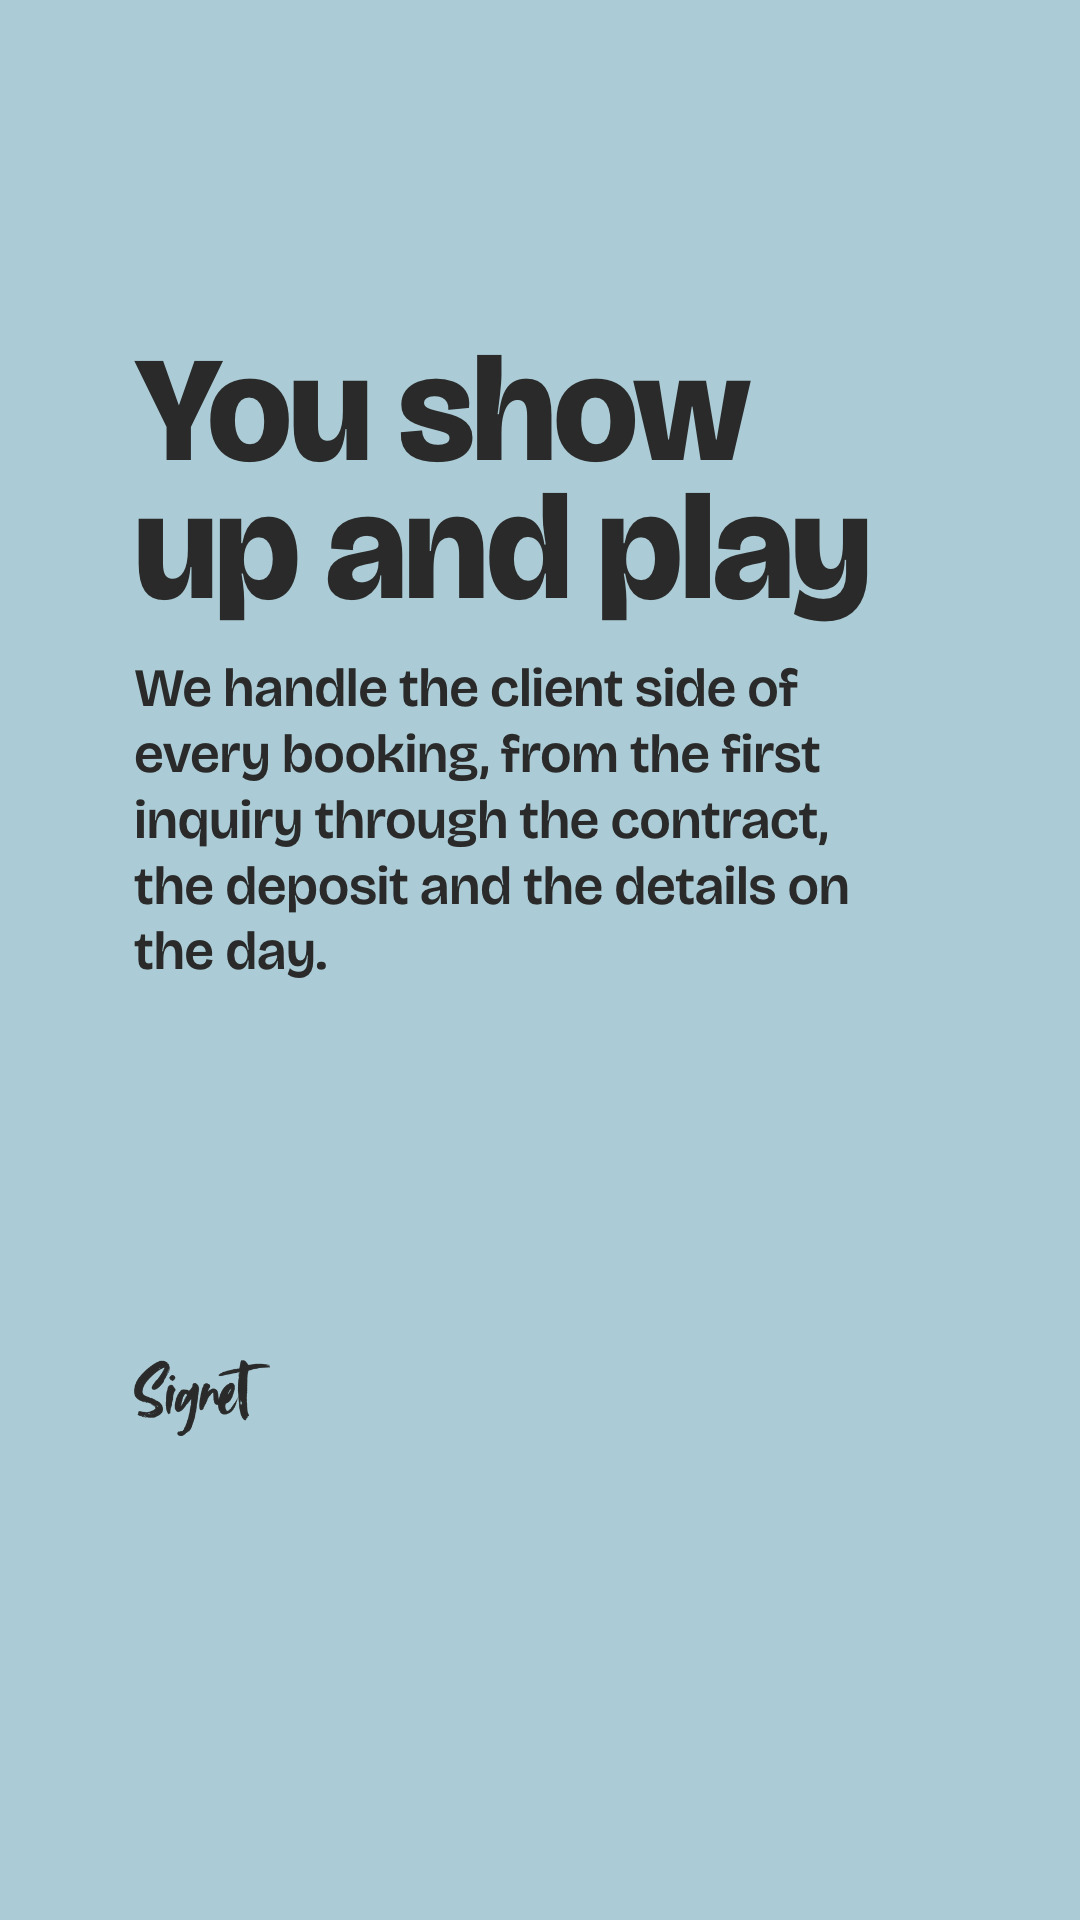 You show
up and play
We handle the client side of
every booking, from the first
inquiry through the contract,
the deposit and the details on
the day.
Signet